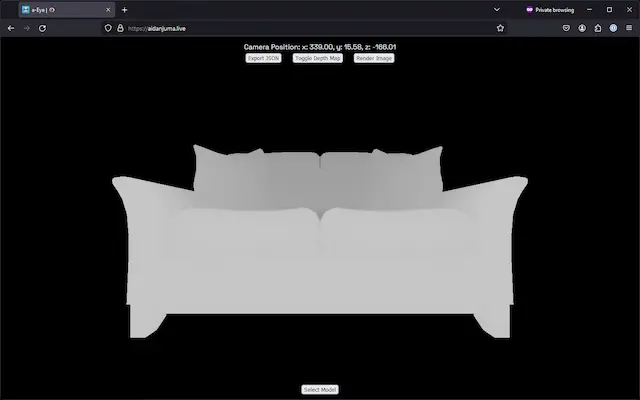 a-Eye |
Private browsing
https://aidanjuma.live
Camera Position: x: 339.00, y: 15.58, z: -166.01
Export JSON
Toggle Depth Map
Render Image
Select Model